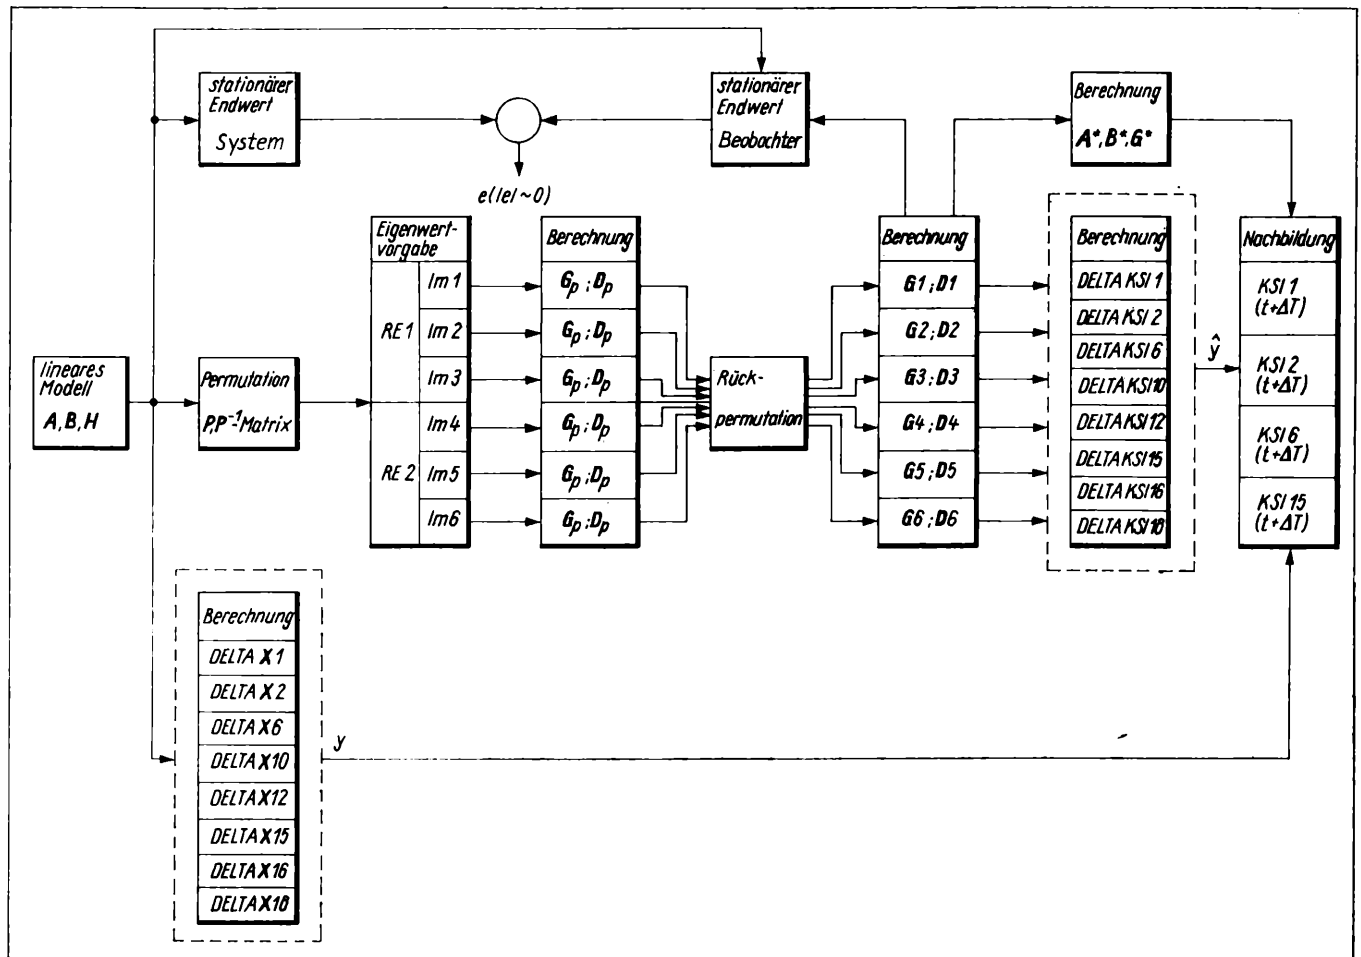 stationärer
Endwert
System
stationärer
Endwert
Beobachter
Berechnung
A*, B*, G*
e(|e|~0)
Eigenwert-
vorgabe
RE 1
RE 2
Im 1
Im 2
Im 3
Im 4
Im 5
Im 6
Berechnung
Gp ; Dp
Gp ; Dp
Gp ; Dp
Gp ; Dp
Gp ; Dp
Gp ; Dp
Berechnung
G1 ; D1
G2 ; D2
G3 ; D3
G4 ; D4
G5 ; D5
G6 ; D6
Berechnung
DELTA KSI 1
DELTA KSI 2
DELTA KSI 6
DELTA KSI 10
DELTA KSI 12
DELTA KSI 15
DELTA KSI 16
DELTA KSI 18
ŷ
Nachbildung
KSI 1
(t+ΔT)
KSI 2
(t+ΔT)
KSI 6
(t+ΔT)
KSI 15
(t+ΔT)
lineares
Modell
A, B, H
Permutation
P,P⁻¹-Matrix
Rück-
permutation
Berechnung
DELTA X 1
DELTA X 2
DELTA X 6
DELTA X 10
DELTA X 12
DELTA X 15
DELTA X 16
DELTA X 18
y